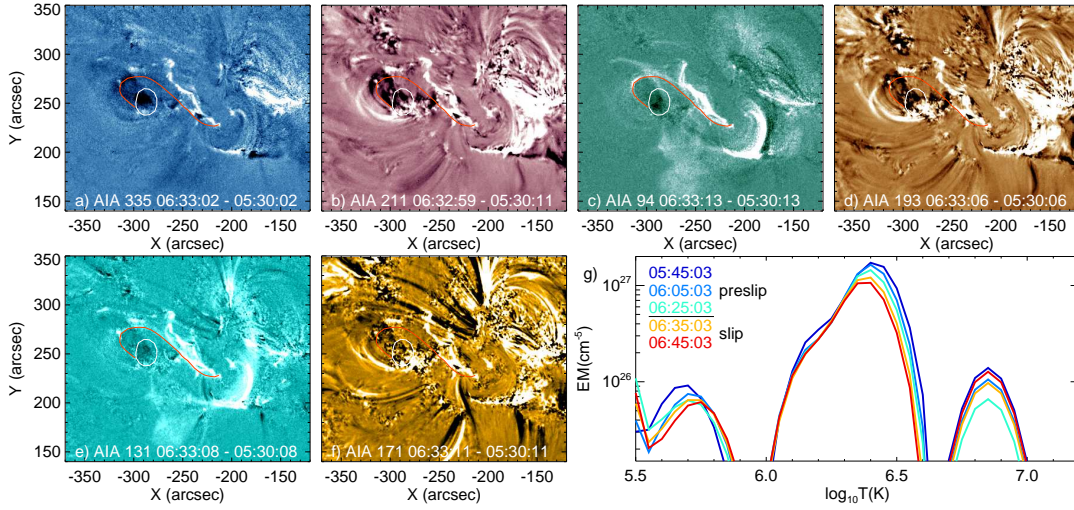 350
300
250
200
150
Y (arcsec)
a) AIA 335 06:33:02 - 05:30:02
b) AIA 211 06:32:59 - 05:30:11
c) AIA 94 06:33:13 - 05:30:13
d) AIA 193 06:33:06 - 05:30:06
-350 -300 -250 -200 -150
-350 -300 -250 -200 -150
-350 -300 -250 -200 -150
-350 -300 -250 -200 -150
X (arcsec)
X (arcsec)
X (arcsec)
X (arcsec)
350
300
250
200
150
Y (arcsec)
e) AIA 131 06:33:08 - 05:30:08
f) AIA 171 06:33:11 - 05:30:11
-350 -300 -250 -200 -150
-350 -300 -250 -200 -150
X (arcsec)
X (arcsec)
g)
10²⁷
10²⁶
EM(cm⁻⁵)
05:45:03
06:05:03 preslip
06:25:03
06:35:03 slip
06:45:03
5.5 6.0 6.5 7.0
log₁₀T(K)